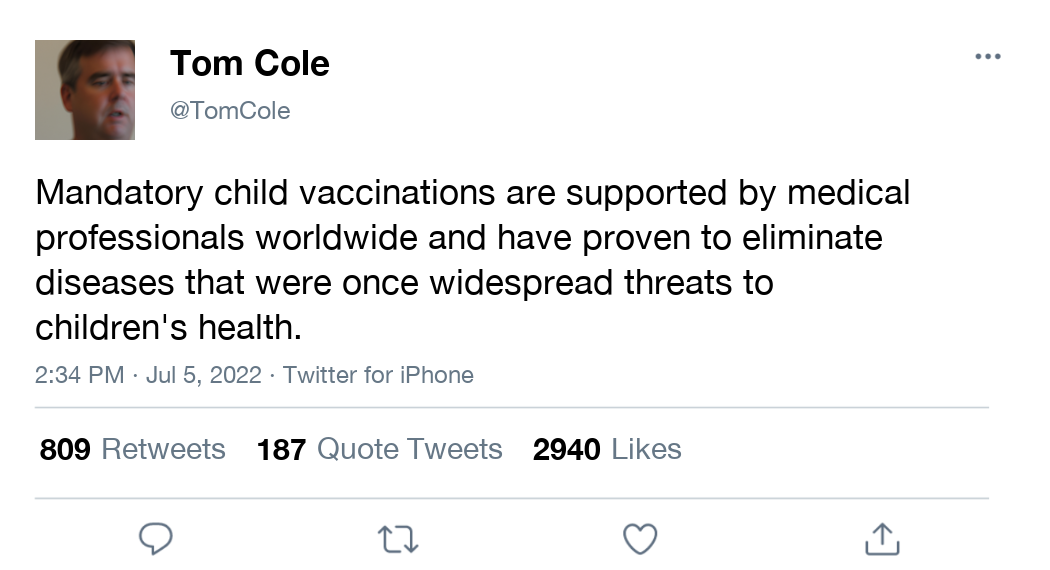 Tom Cole
@TomCole
Mandatory child vaccinations are supported by medical
professionals worldwide and have proven to eliminate
diseases that were once widespread threats to
children's health.
2:34 PM · Jul 5, 2022 · Twitter for iPhone
809 Retweets 187 Quote Tweets 2940 Likes